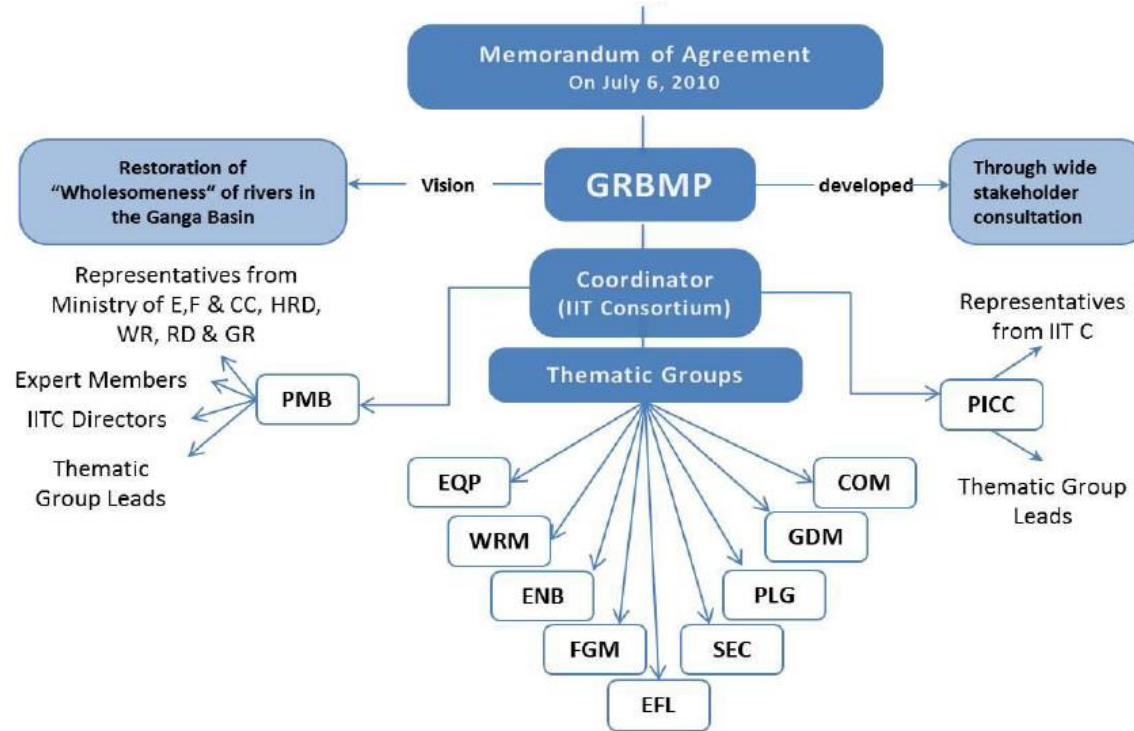 Memorandum of Agreement
On July 6, 2010
Restoration of
"Wholesomeness" of rivers in
the Ganga Basin
Vision
GRBMP
developed
Through wide
stakeholder
consultation
Representatives from
Ministry of E,F & CC, HRD,
WR, RD & GR
Coordinator
(IIT Consortium)
Representatives
from IIT C
Thematic Groups
Expert Members
IITC Directors
Thematic
Group Leads
PMB
PICC
Thematic Group
Leads
EQP
WRM
ENB
FGM
EFL
SEC
PLG
GDM
COM